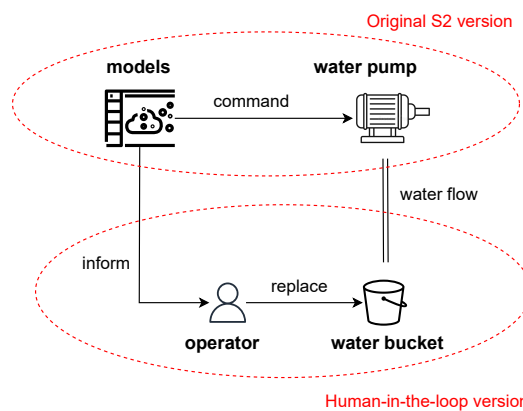 Original S2 version
models
water pump
command
water flow
inform
replace
operator
water bucket
Human-in-the-loop version